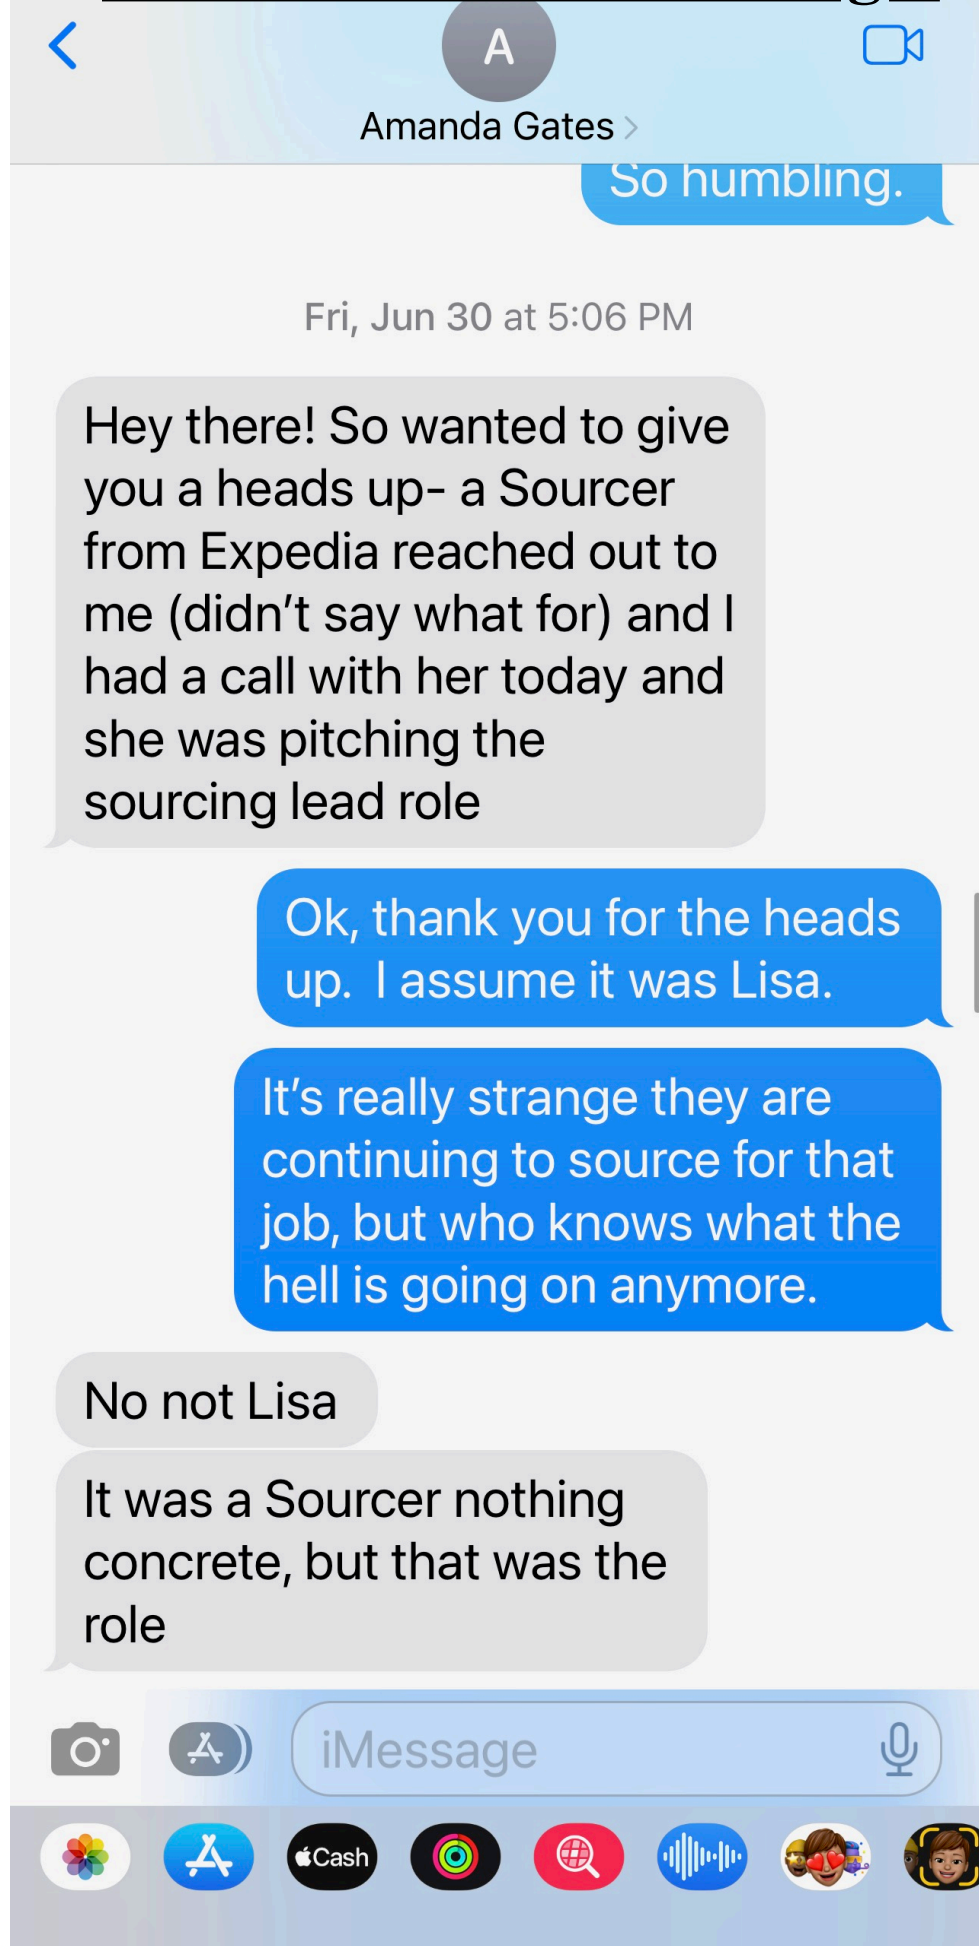 A
Amanda Gates
So humbling.
Fri, Jun 30 at 5:06 PM
Hey there! So wanted to give
you a heads up- a Sourcer
from Expedia reached out to
me (didn’t say what for) and I
had a call with her today and
she was pitching the
sourcing lead role
Ok, thank you for the heads
up.  I assume it was Lisa.
It’s really strange they are
continuing to source for that
job, but who knows what the
hell is going on anymore.
No not Lisa
It was a Sourcer nothing
concrete, but that was the
role
iMessage
Cash